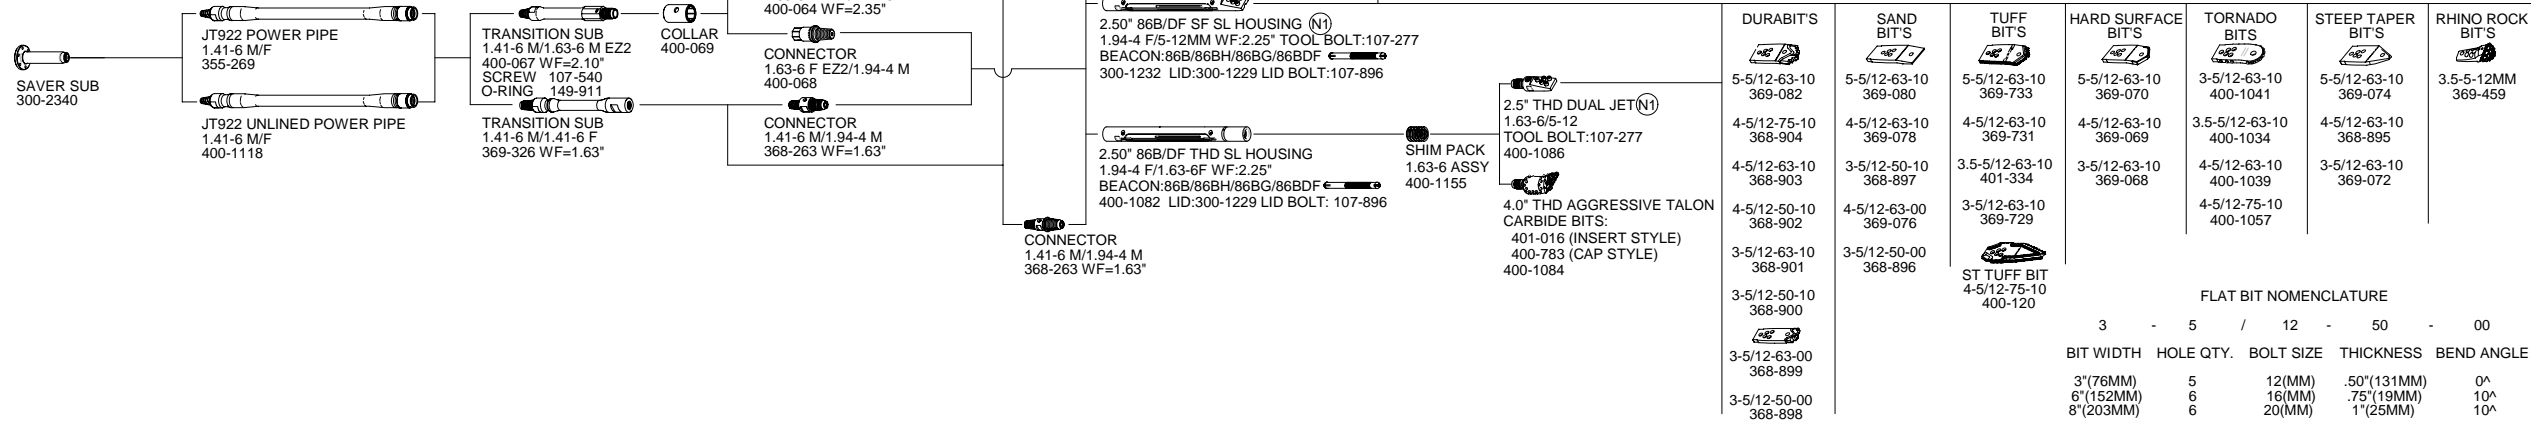 SAVER SUB
300-2340
JT922 POWER PIPE
1.41-6 M/F
355-269
JT922 UNLINED POWER PIPE
1.41-6 M/F
400-1118
TRANSITION SUB
1.41-6 M/1.63-6 M EZ2
400-067 WF=2.10"
SCREW 107-540
O-RING 149-911
TRANSITION SUB
1.41-6 M/1.41-6 F
369-326 WF=1.63"
COLLAR
400-069
400-064 WF=2.35"
CONNECTOR
1.63-6 F EZ2/1.94-4 M
400-068
CONNECTOR
1.41-6 M/1.94-4 M
368-263 WF=1.63"
CONNECTOR
1.41-6 M/1.94-4 M
368-263 WF=1.63"
2.50" 86B/DF SF SL HOUSING N1
1.94-4 F/5-12MM WF:2.25" TOOL BOLT:107-277
BEACON:86B/86BH/86BG/86BDF
300-1232 LID:300-1229 LID BOLT:107-896
2.50" 86B/DF THD SL HOUSING
1.94-4 F/1.63-6F WF:2.25"
BEACON:86B/86BH/86BG/86BDF
400-1082 LID:300-1229 LID BOLT: 107-896
SHIM PACK
1.63-6 ASSY
400-1155
2.5" THD DUAL JET N1
1.63-6/5-12
TOOL BOLT:107-277
400-1086
4.0" THD AGGRESSIVE TALON
CARBIDE BITS:
401-016 (INSERT STYLE)
400-783 (CAP STYLE)
400-1084
DURABIT'S
5-5/12-63-10
369-082
4-5/12-75-10
368-904
4-5/12-63-10
368-903
4-5/12-50-10
368-902
3-5/12-63-10
368-901
3-5/12-50-10
368-900
3-5/12-63-00
368-899
3-5/12-50-00
368-898
SAND
BIT'S
5-5/12-63-10
369-080
4-5/12-63-10
369-078
3-5/12-50-10
368-897
4-5/12-63-00
369-076
3-5/12-50-00
368-896
TUFF
BIT'S
5-5/12-63-10
369-733
4-5/12-63-10
369-731
3.5-5/12-63-10
401-334
3-5/12-63-10
369-729
ST TUFF BIT
4-5/12-75-10
400-120
HARD SURFACE
BIT'S
5-5/12-63-10
369-070
4-5/12-63-10
369-069
3-5/12-63-10
369-068
TORNADO
BITS
3-5/12-63-10
400-1041
3.5-5/12-63-10
400-1034
4-5/12-63-10
400-1039
4-5/12-75-10
400-1057
STEEP TAPER
BIT'S
5-5/12-63-10
369-074
4-5/12-63-10
368-895
3-5/12-63-10
369-072
RHINO ROCK
BIT'S
3.5-5-12MM
369-459
FLAT BIT NOMENCLATURE
3 - 5 / 12 - 50 - 00
BIT WIDTH HOLE QTY. BOLT SIZE THICKNESS BEND ANGLE
3"(76MM) 5 12(MM) .50"(131MM) 0^
6"(152MM) 6 16(MM) .75"(19MM) 10^
8"(203MM) 6 20(MM) 1"(25MM) 10^